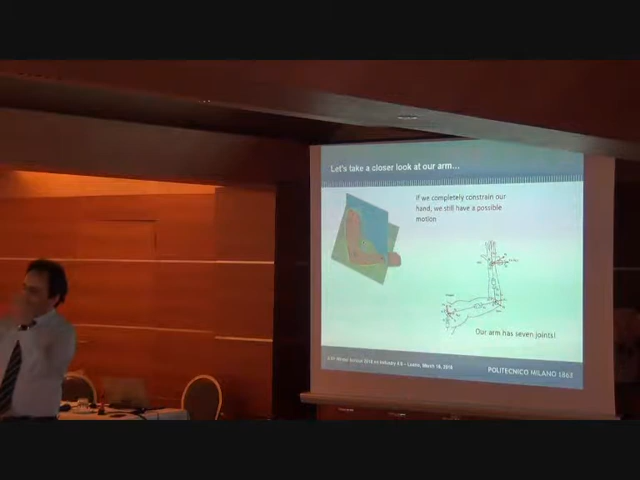 Let's take a closer look at our arm...
If we completely constrain our
hand, we still have a possible
motion
Our arm has seven joints!
POLITECNICO MILANO 1863